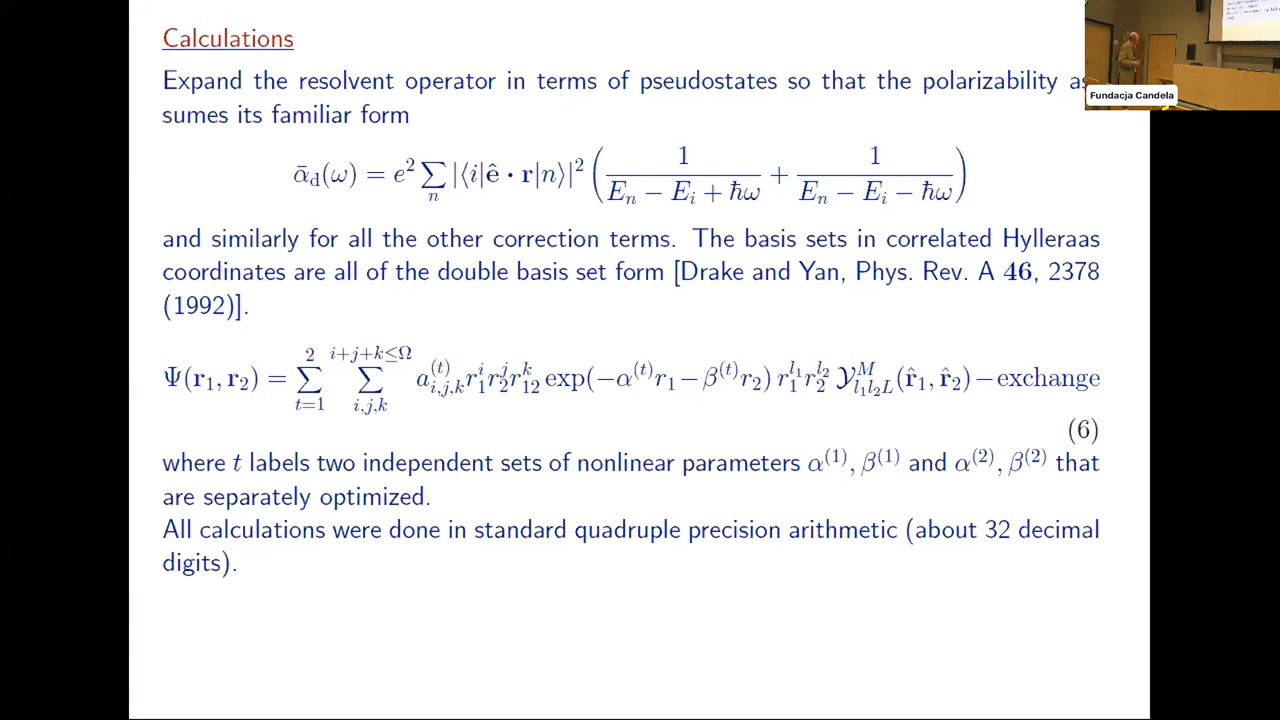 Calculations
Expand the resolvent operator in terms of pseudostates so that the polarizability as
sumes its familiar form
ᾱ_d(ω) = e² ∑_n |⟨i|ê · r|n⟩|² ( 1/(E_n − E_i + ħω) + 1/(E_n − E_i − ħω) )
and similarly for all the other correction terms. The basis sets in correlated Hylleraas
coordinates are all of the double basis set form [Drake and Yan, Phys. Rev. A 46, 2378
(1992)].
Ψ(r₁, r₂) = ∑_{t=1}^{2} ∑_{i,j,k}^{i+j+k≤Ω} a_{i,j,k}^{(t)} r₁^i r₂^j r₁₂^k exp(−α^{(t)}r₁−β^{(t)}r₂) r₁^{l₁} r₂^{l₂} 𝒴_{l₁l₂L}^M(r̂₁, r̂₂)−exchange
(6)
where t labels two independent sets of nonlinear parameters α^{(1)}, β^{(1)} and α^{(2)}, β^{(2)} that
are separately optimized.
All calculations were done in standard quadruple precision arithmetic (about 32 decimal
digits).
Fundacja Candela